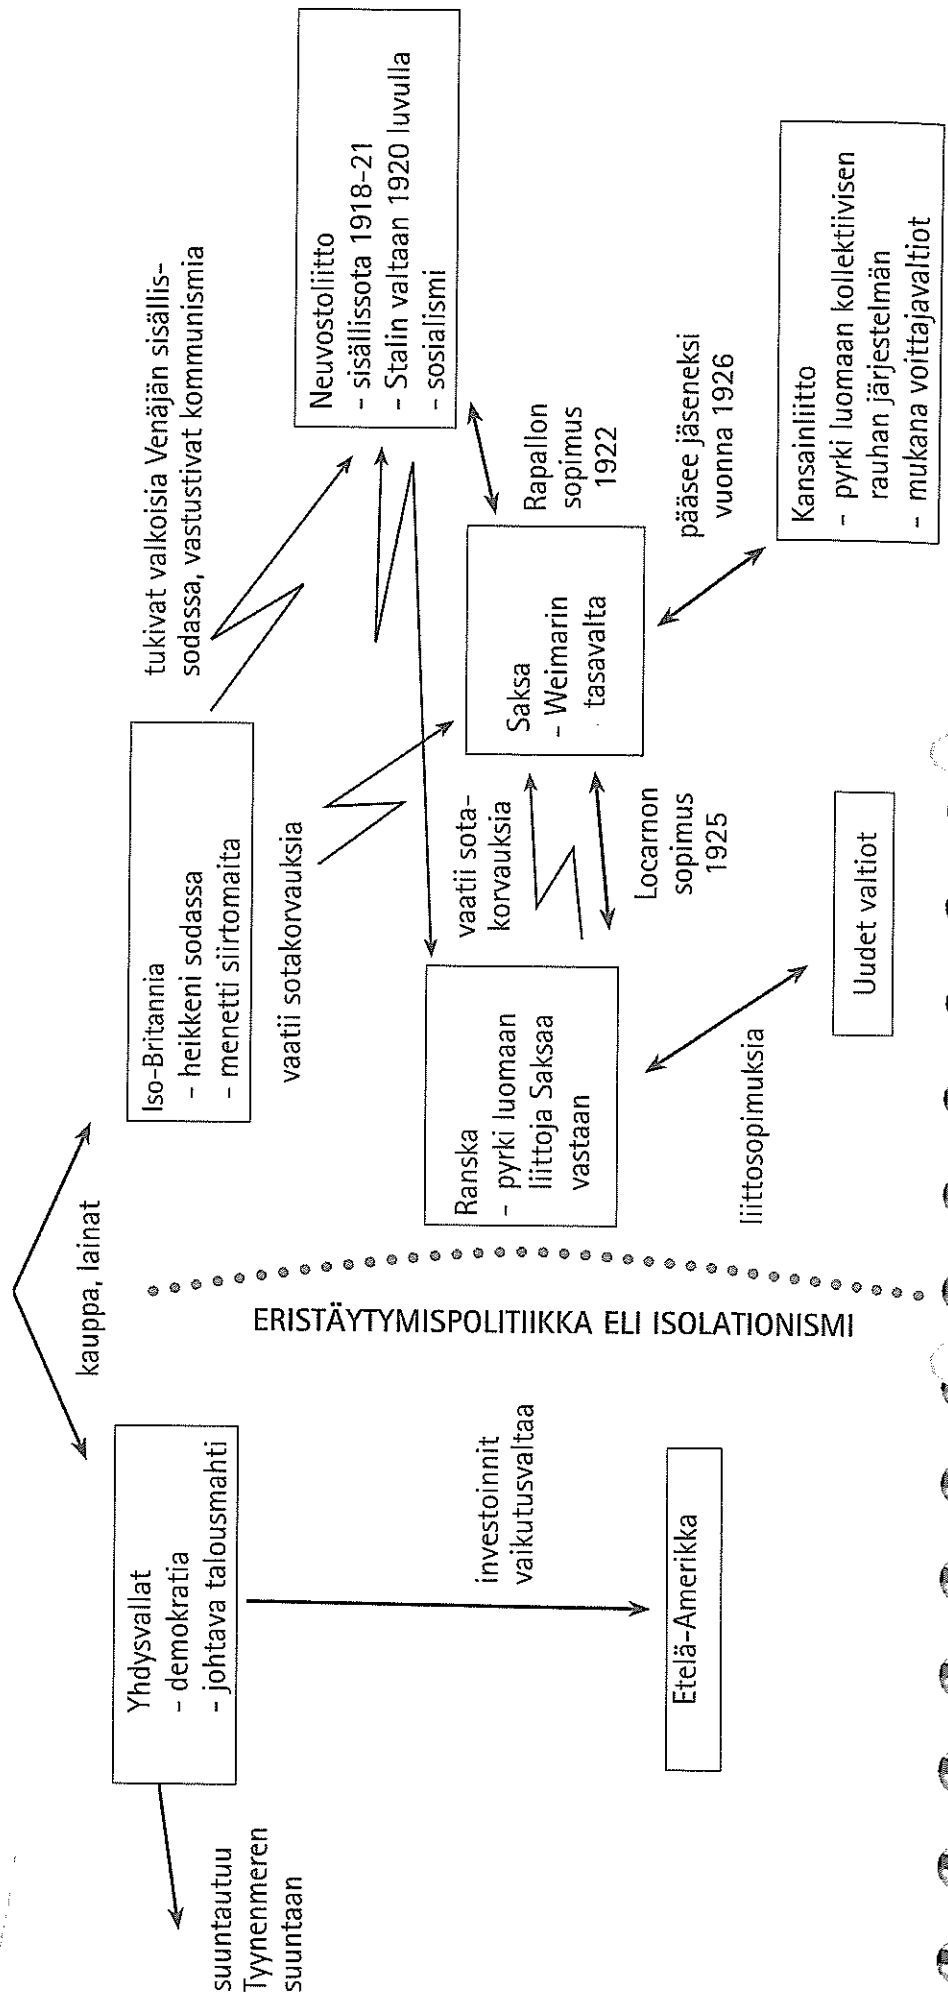 kauppa, lainat
Yhdysvallat
- demokratia
- johtava talousmahti
suuntautuu
Tyynenmeren
suuntaan
investoinnit
vaikutusvaltaa
Etelä-Amerikka
ERISTÄYTYMISPOLITIIKKA ELI ISOLATIONISMI
Iso-Britannia
- heikkeni sodassa
- menetti siirtomaita
tukivat valkoisia Venäjän sisällis-
sodassa, vastustivat kommunismia
vaatii sotakorvauksia
Neuvostoliitto
- sisällissota 1918-21
- Stalin valtaan 1920 luvulla
- sosialismi
Ranska
- pyrki luomaan
liittoja Saksaa
vastaan
vaatii sota-
korvauksia
Saksa
- Weimarin
tasavalta
Rapallon
sopimus
1922
Locarnon
sopimus
1925
liittosopimuksia
Uudet valtiot
pääsee jäseneksi
vuonna 1926
Kansainliitto
- pyrki luomaan kollektiivisen
rauhan järjestelmän
- mukana voittajavaltiot